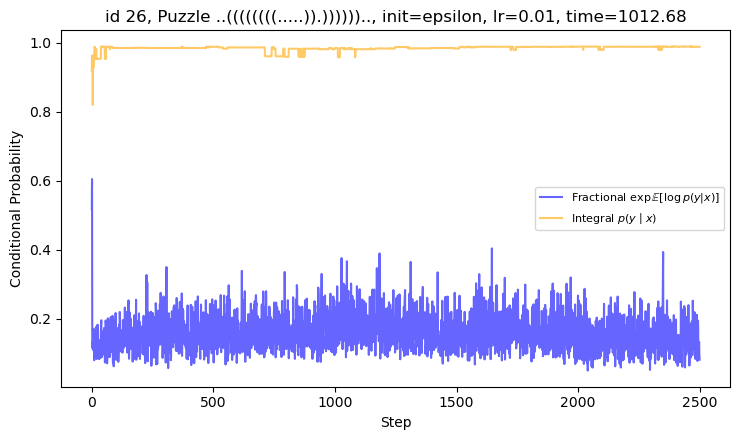 id 26, Puzzle ..((((((((.....)).)))))).., init=epsilon, lr=0.01, time=1012.68
1.0
0.8
0.6
0.4
0.2
Conditional Probability
Fractional exp𝔼[log p(y|x)]
Integral p(y | x)
0
500
1000
1500
2000
2500
Step